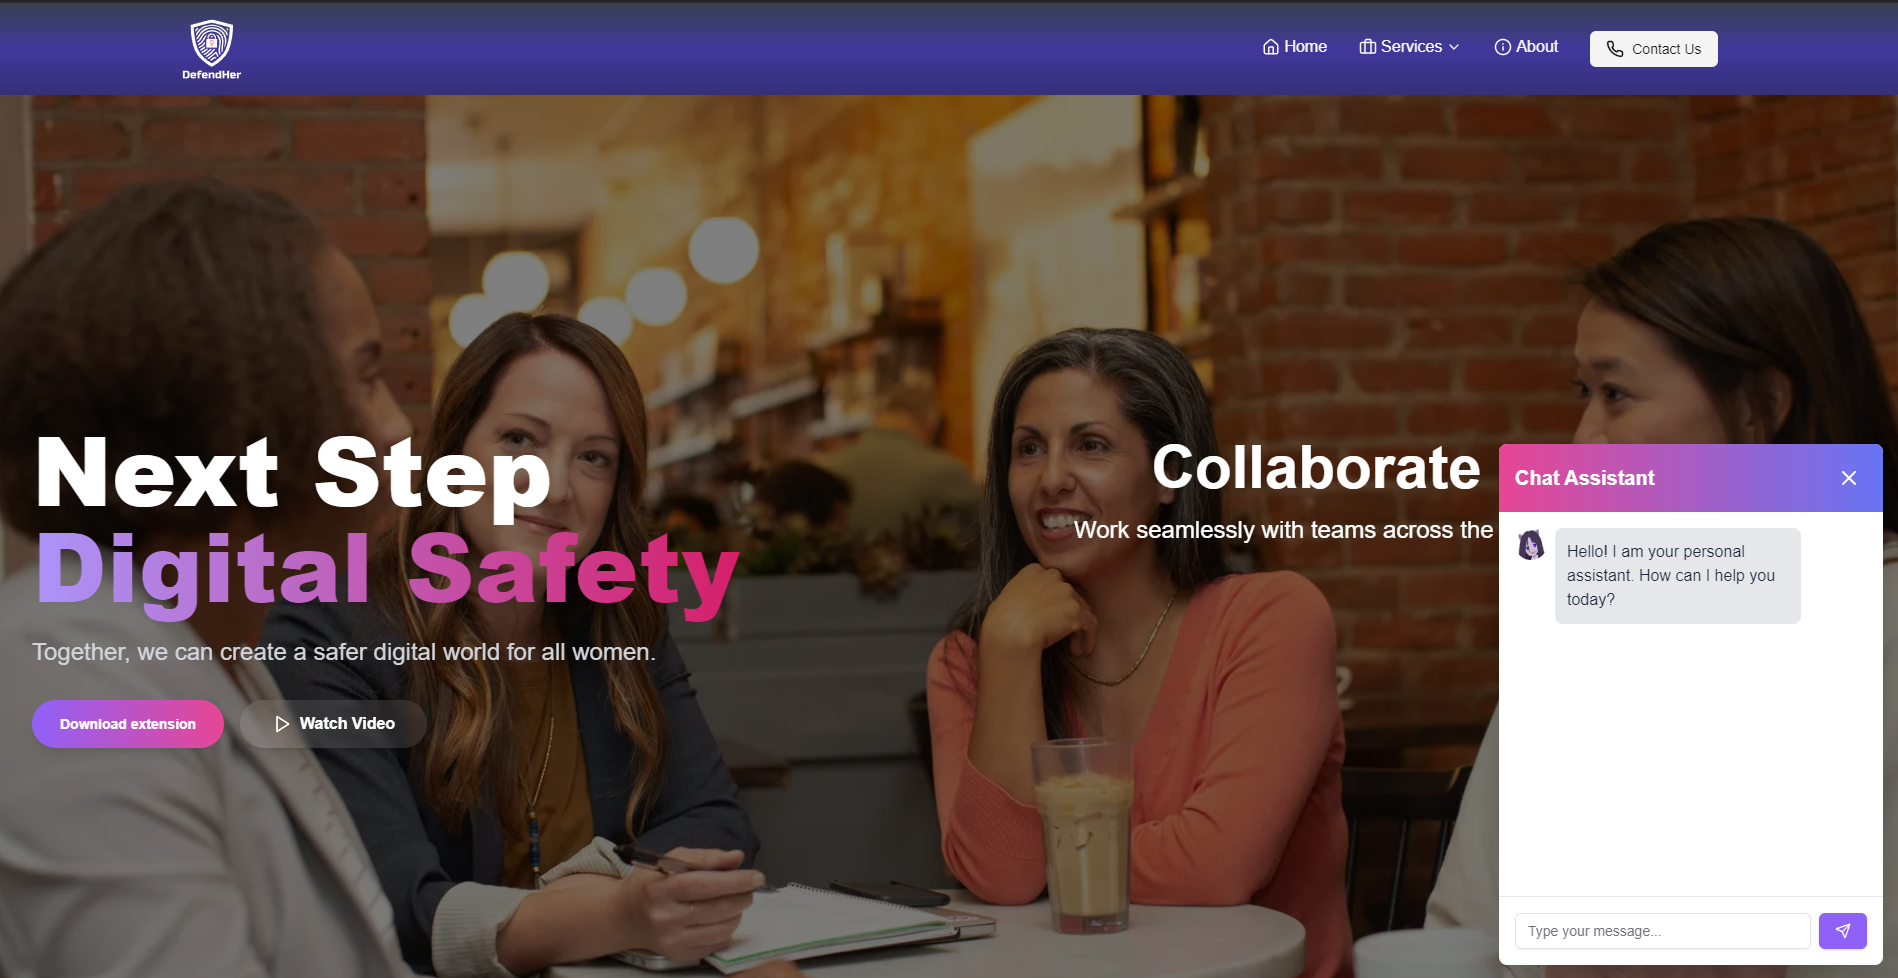 DefendHer
Home
Services
About
Contact Us
Next Step
Digital Safety
Together, we can create a safer digital world for all women.
Download extension
Watch Video
Collaborate
Work seamlessly with teams across the
Chat Assistant
Hello! I am your personal
assistant. How can I help you
today?
Type your message...